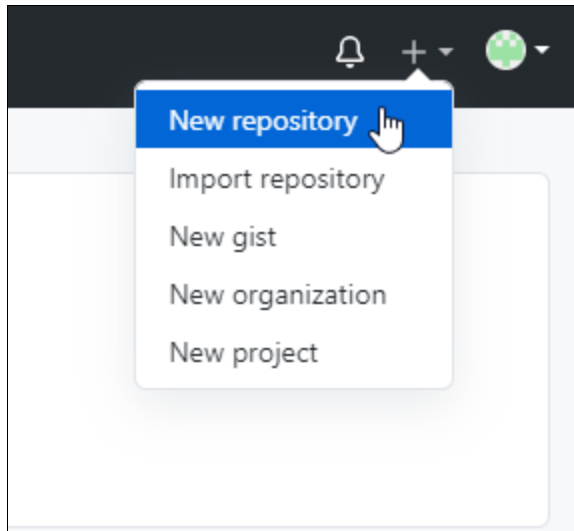 New repository
Import repository
New gist
New organization
New project